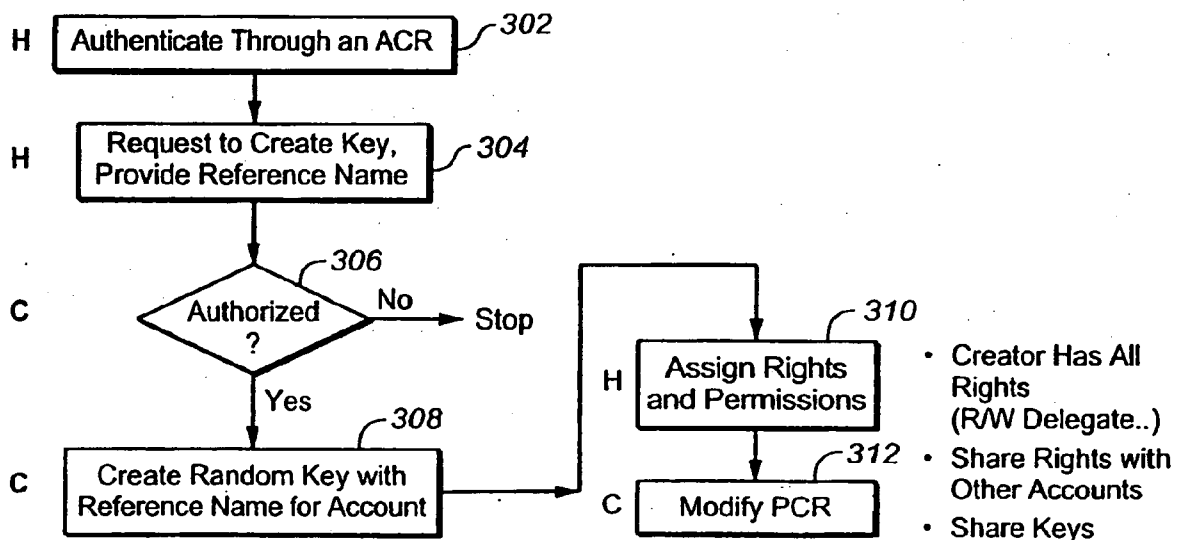 H Authenticate Through an ACR 302
H Request to Create Key,
Provide Reference Name 304
C Authorized
? 306
No Stop
Yes
C Create Random Key with
Reference Name for Account 308
H Assign Rights
and Permissions 310
C Modify PCR 312
• Creator Has All
Rights
(R/W Delegate..)
• Share Rights with
Other Accounts
• Share Keys